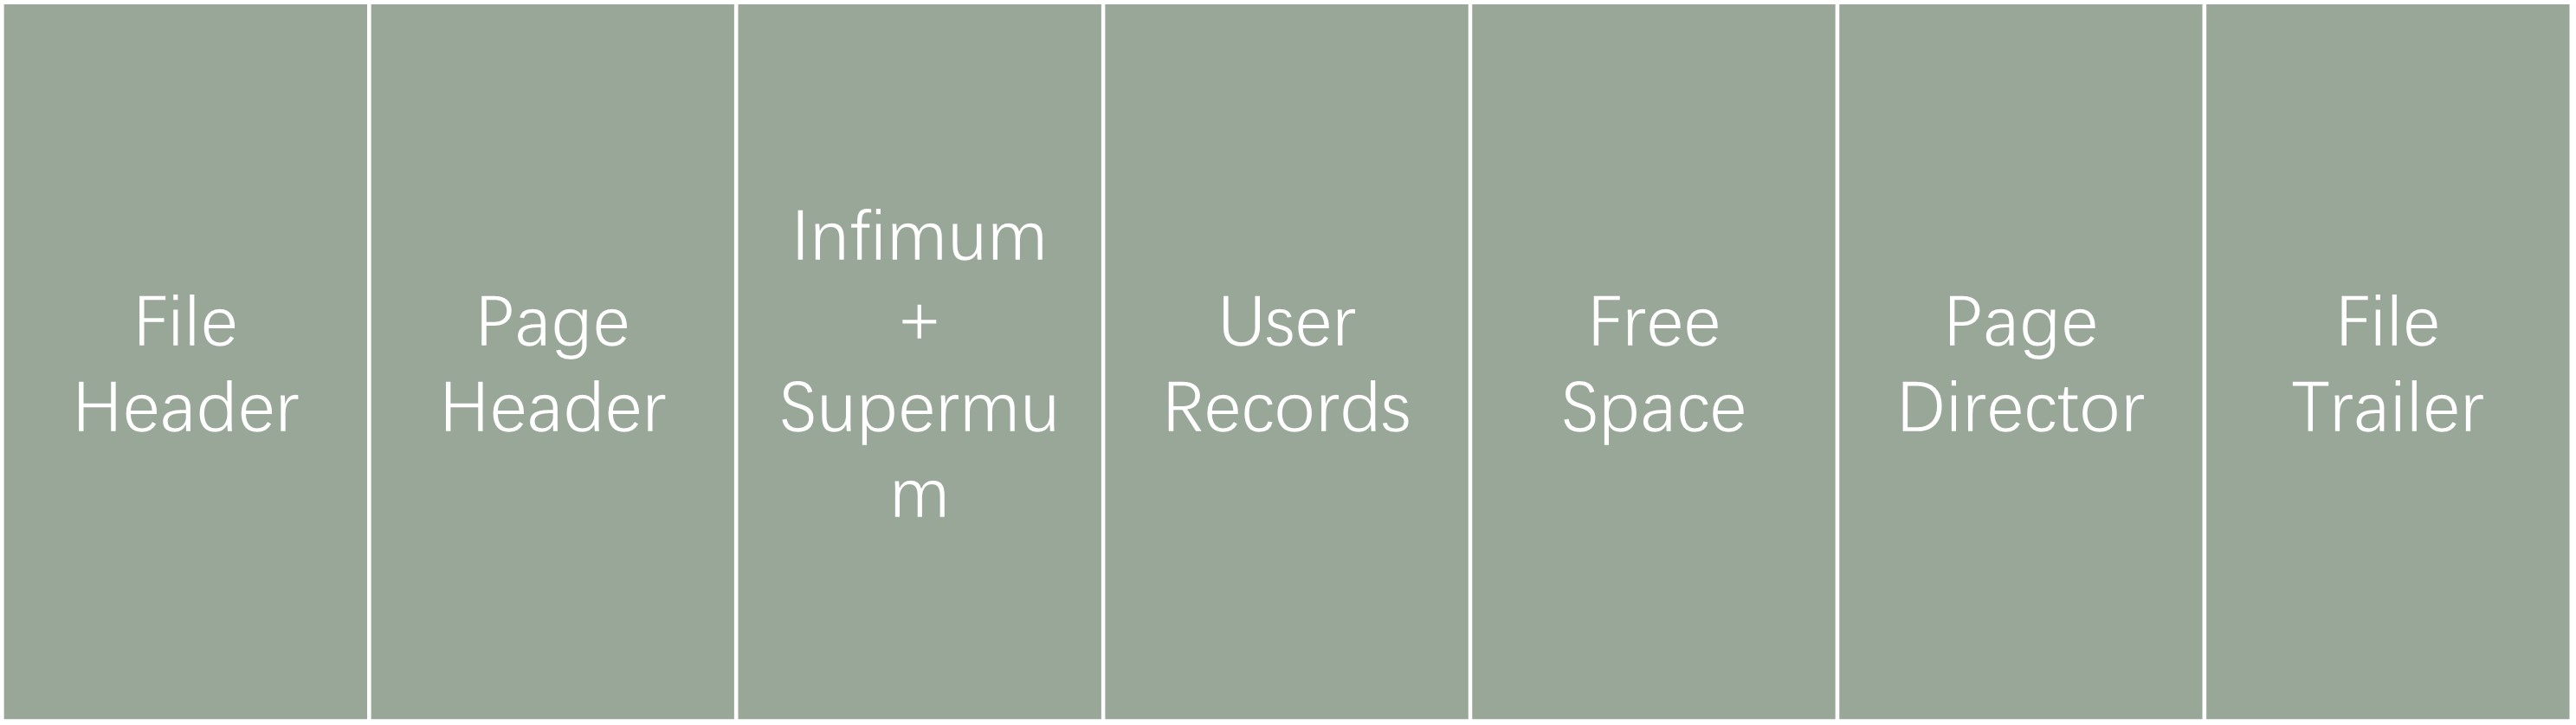 File
Header
Page
Header
Infimum
+
Supermu
m
User
Records
Free
Space
Page
Director
File
Trailer